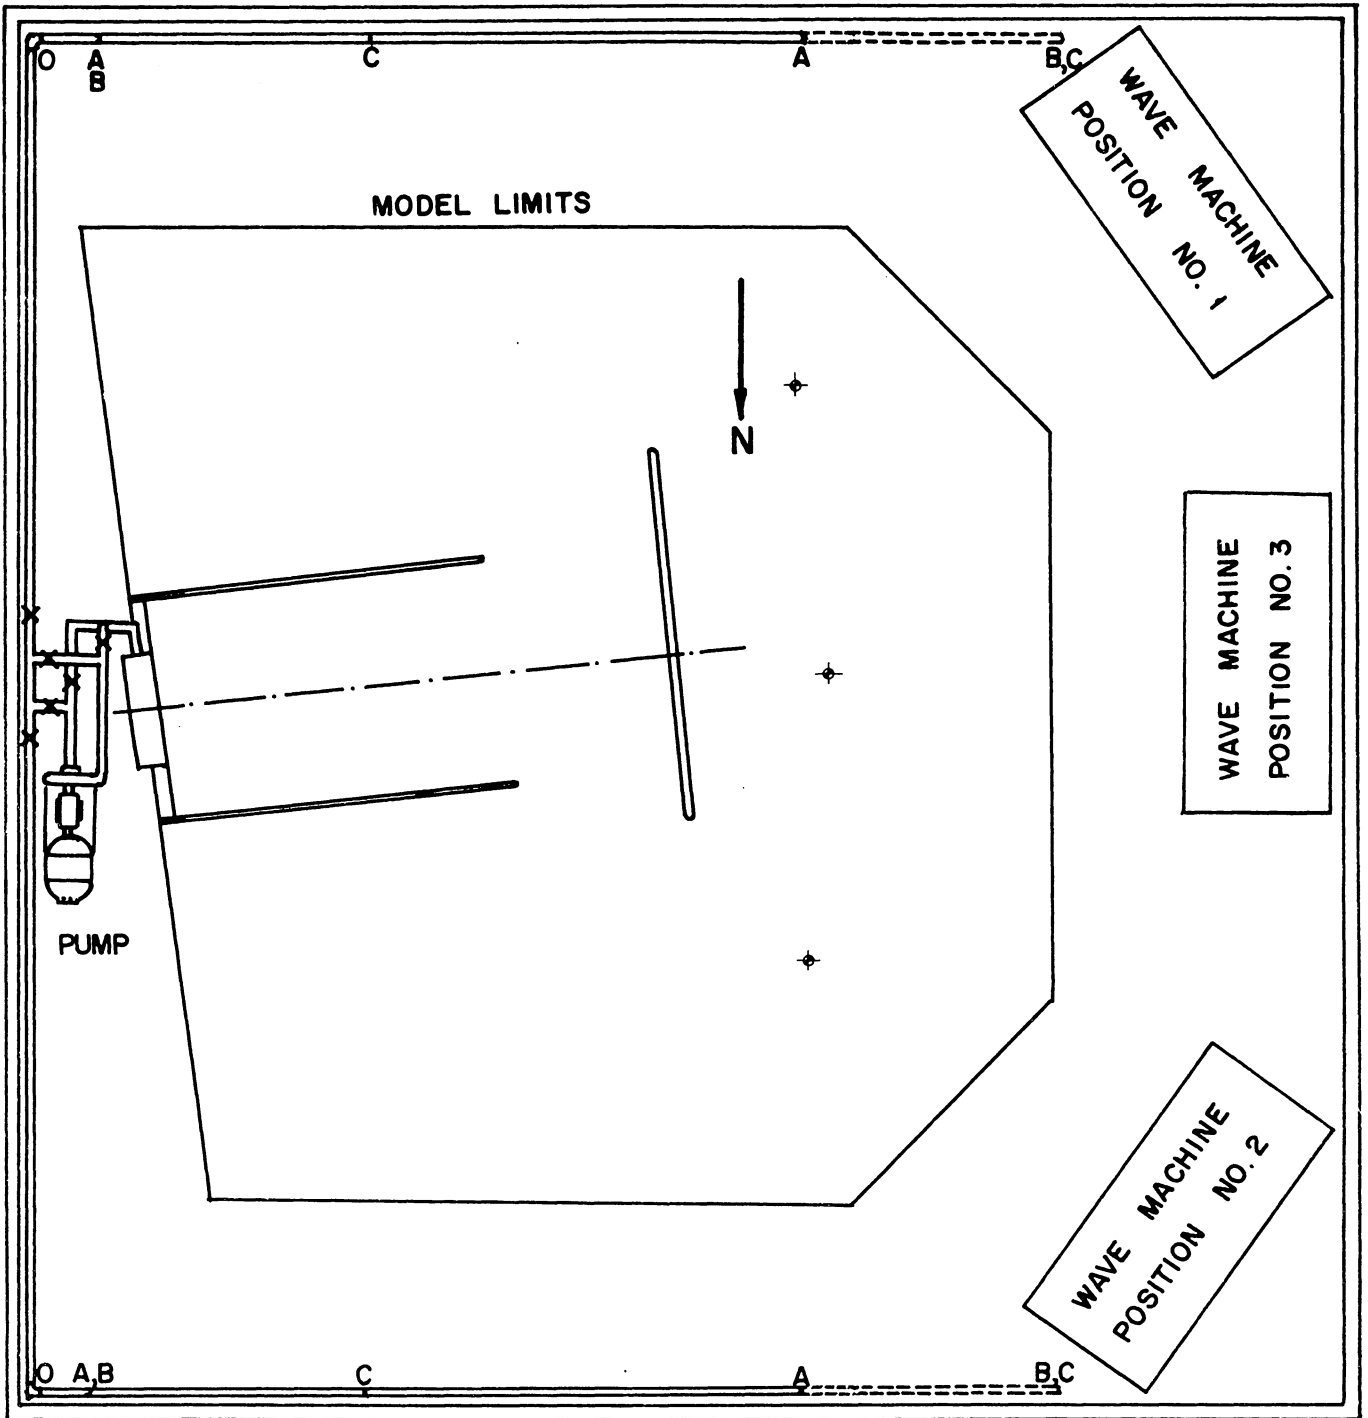 O A C A B,C
B
WAVE MACHINE
POSITION NO. 1
MODEL LIMITS
N
WAVE MACHINE
POSITION NO. 3
PUMP
WAVE MACHINE
POSITION NO. 2
O A,B C A B,C